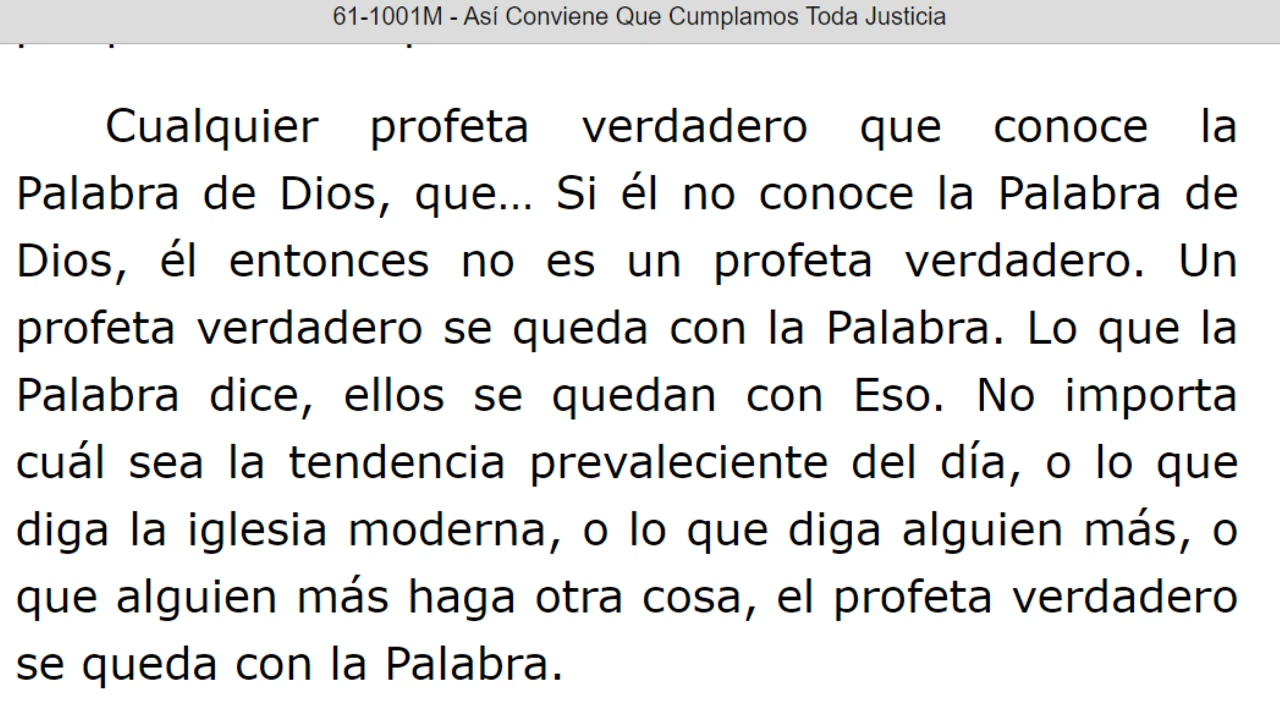 61-1001M - Así Conviene Que Cumplamos Toda Justicia
Cualquier profeta verdadero que conoce la
Palabra de Dios, que... Si él no conoce la Palabra de
Dios, él entonces no es un profeta verdadero. Un
profeta verdadero se queda con la Palabra. Lo que la
Palabra dice, ellos se quedan con Eso. No importa
cuál sea la tendencia prevaleciente del día, o lo que
diga la iglesia moderna, o lo que diga alguien más, o
que alguien más haga otra cosa, el profeta verdadero
se queda con la Palabra.